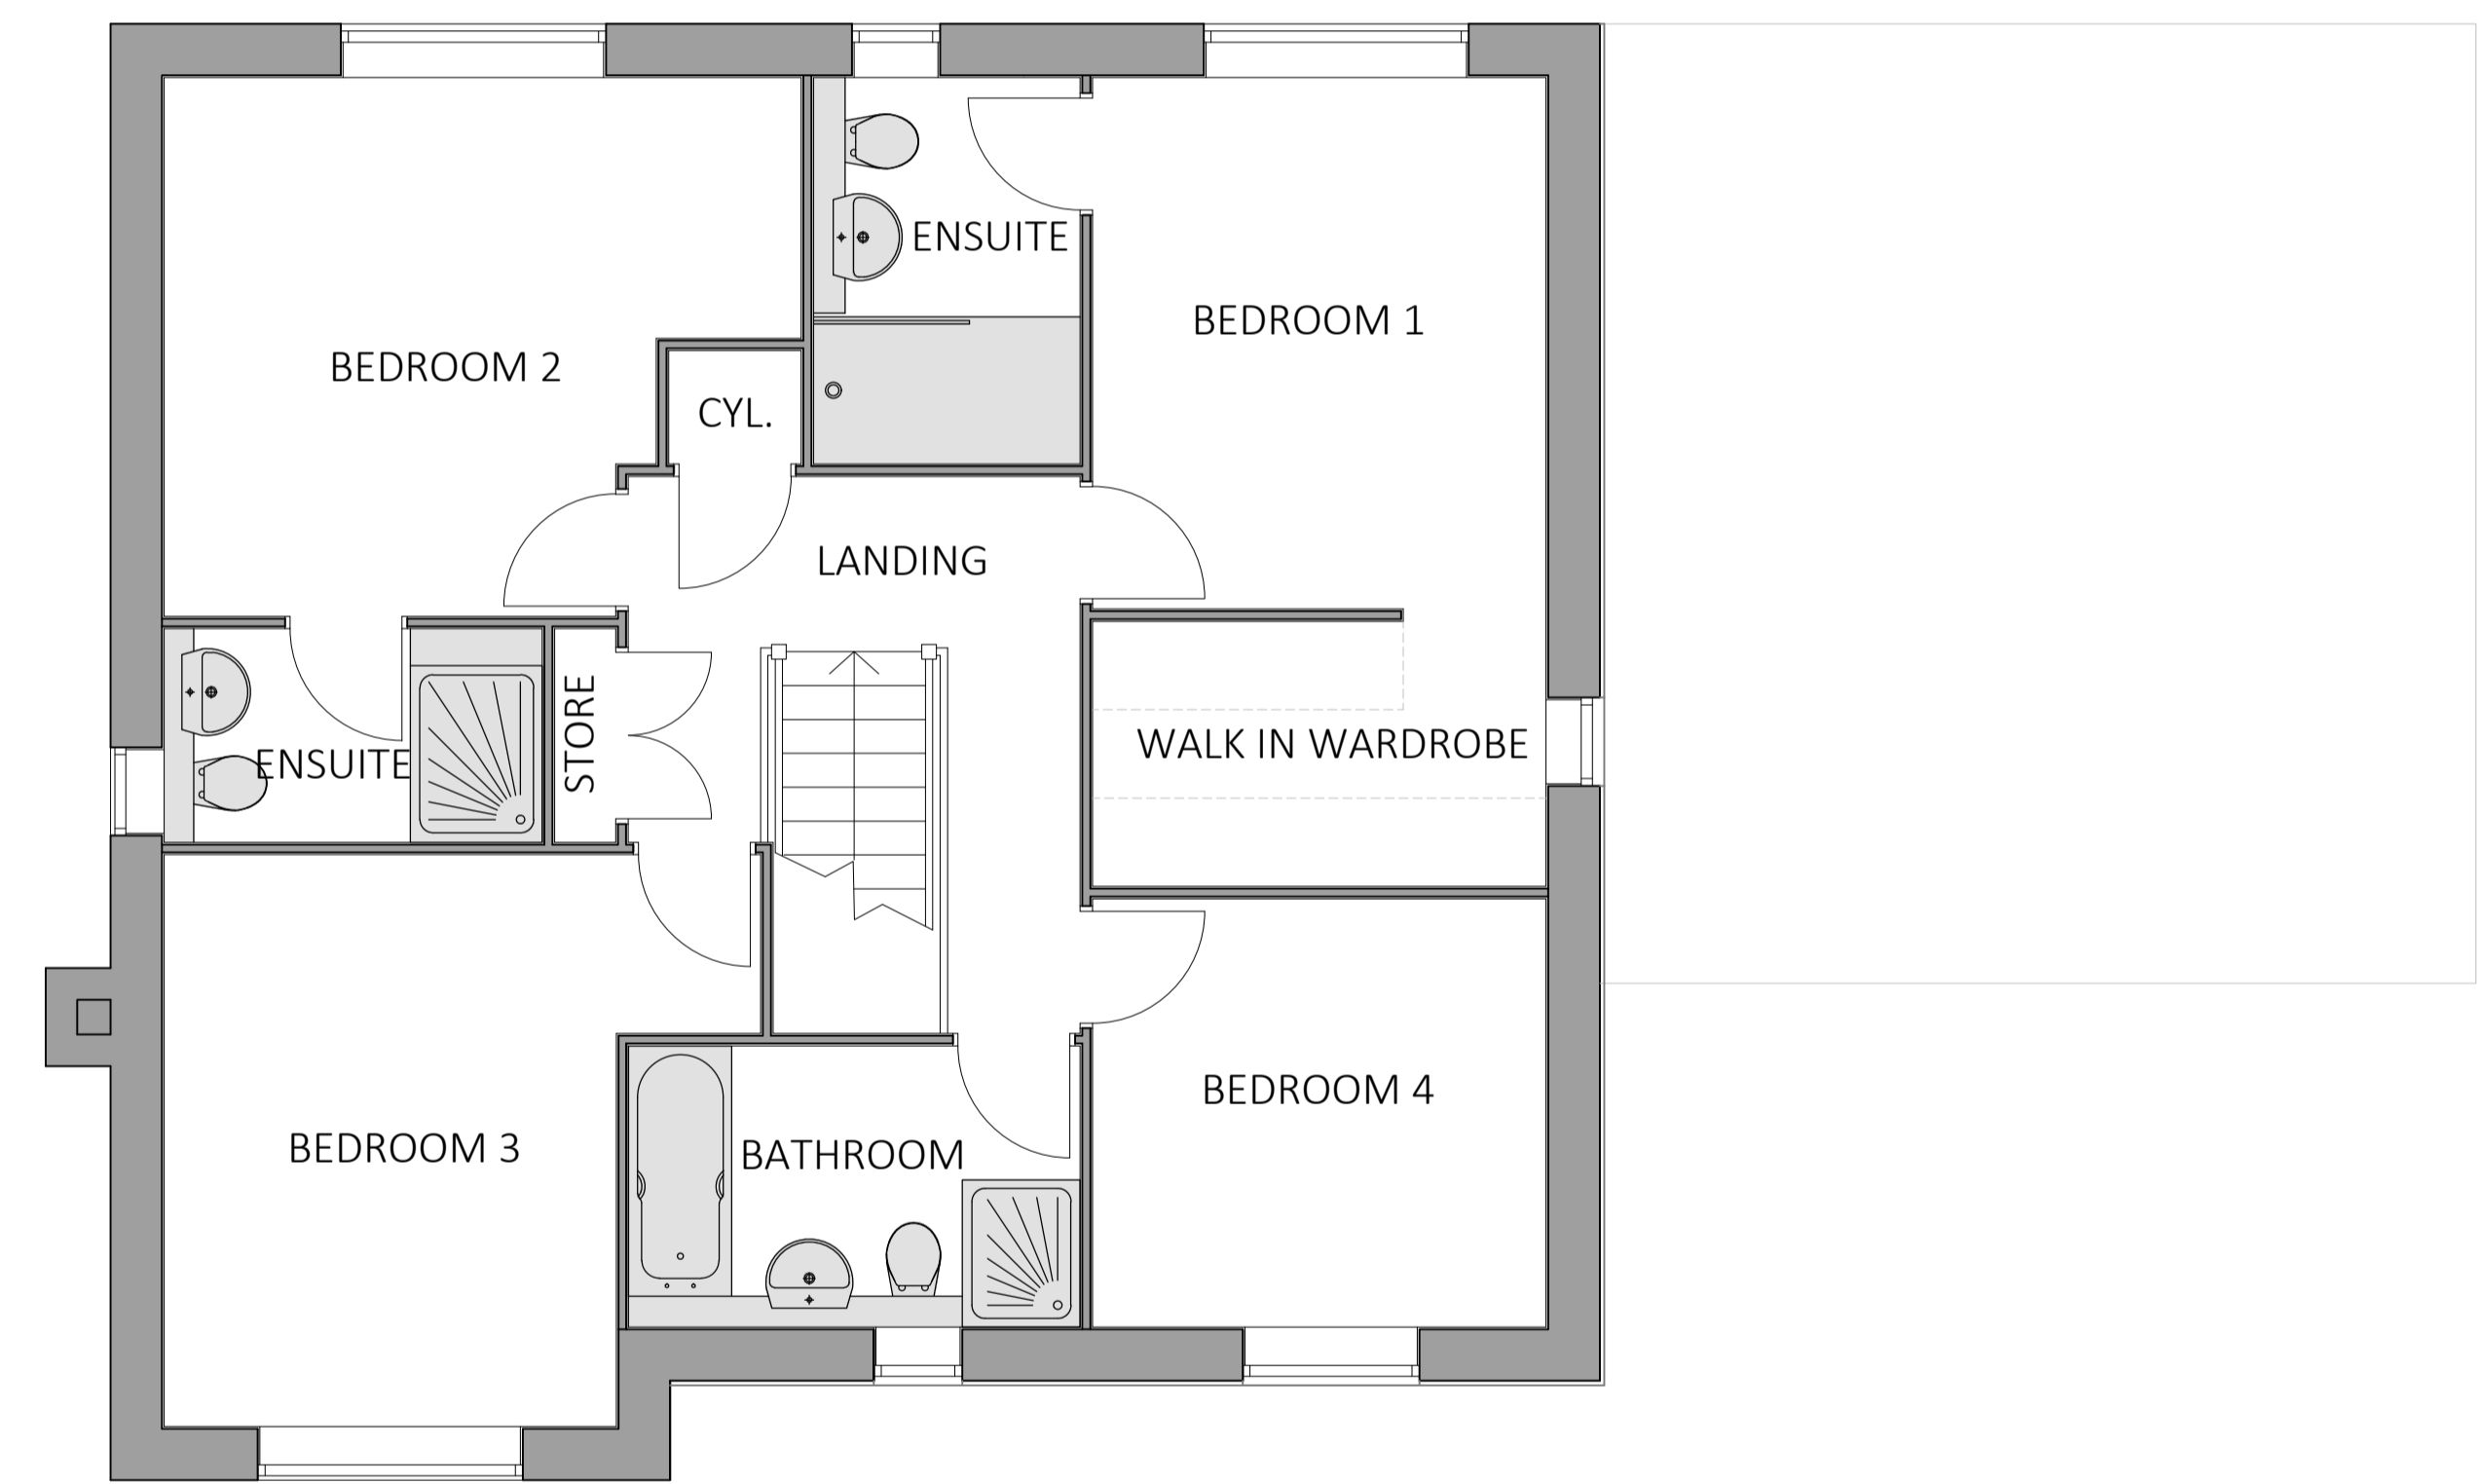 ENSUITE
BEDROOM 1
BEDROOM 2
CYL.
LANDING
STORE
WALK IN WARDROBE
ENSUITE
BEDROOM 4
BEDROOM 3
BATHROOM